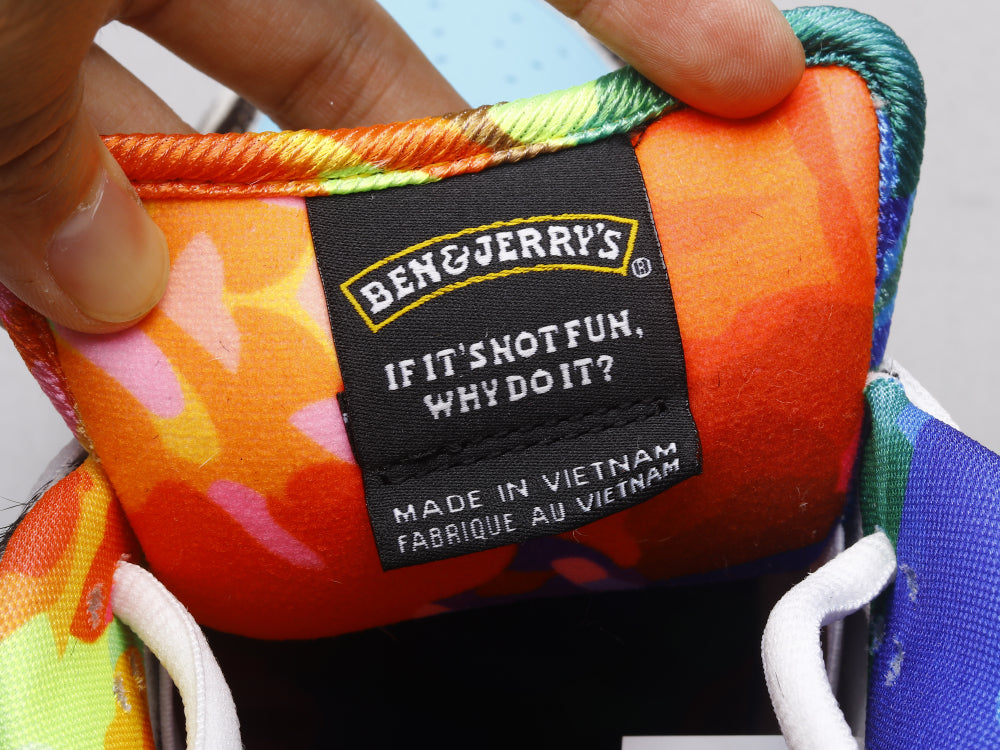 BEN & JERRY'S ®
IF IT'S NOT FUN,
WHY DO IT?
MADE IN VIETNAM
FABRIQUE AU VIETNAM